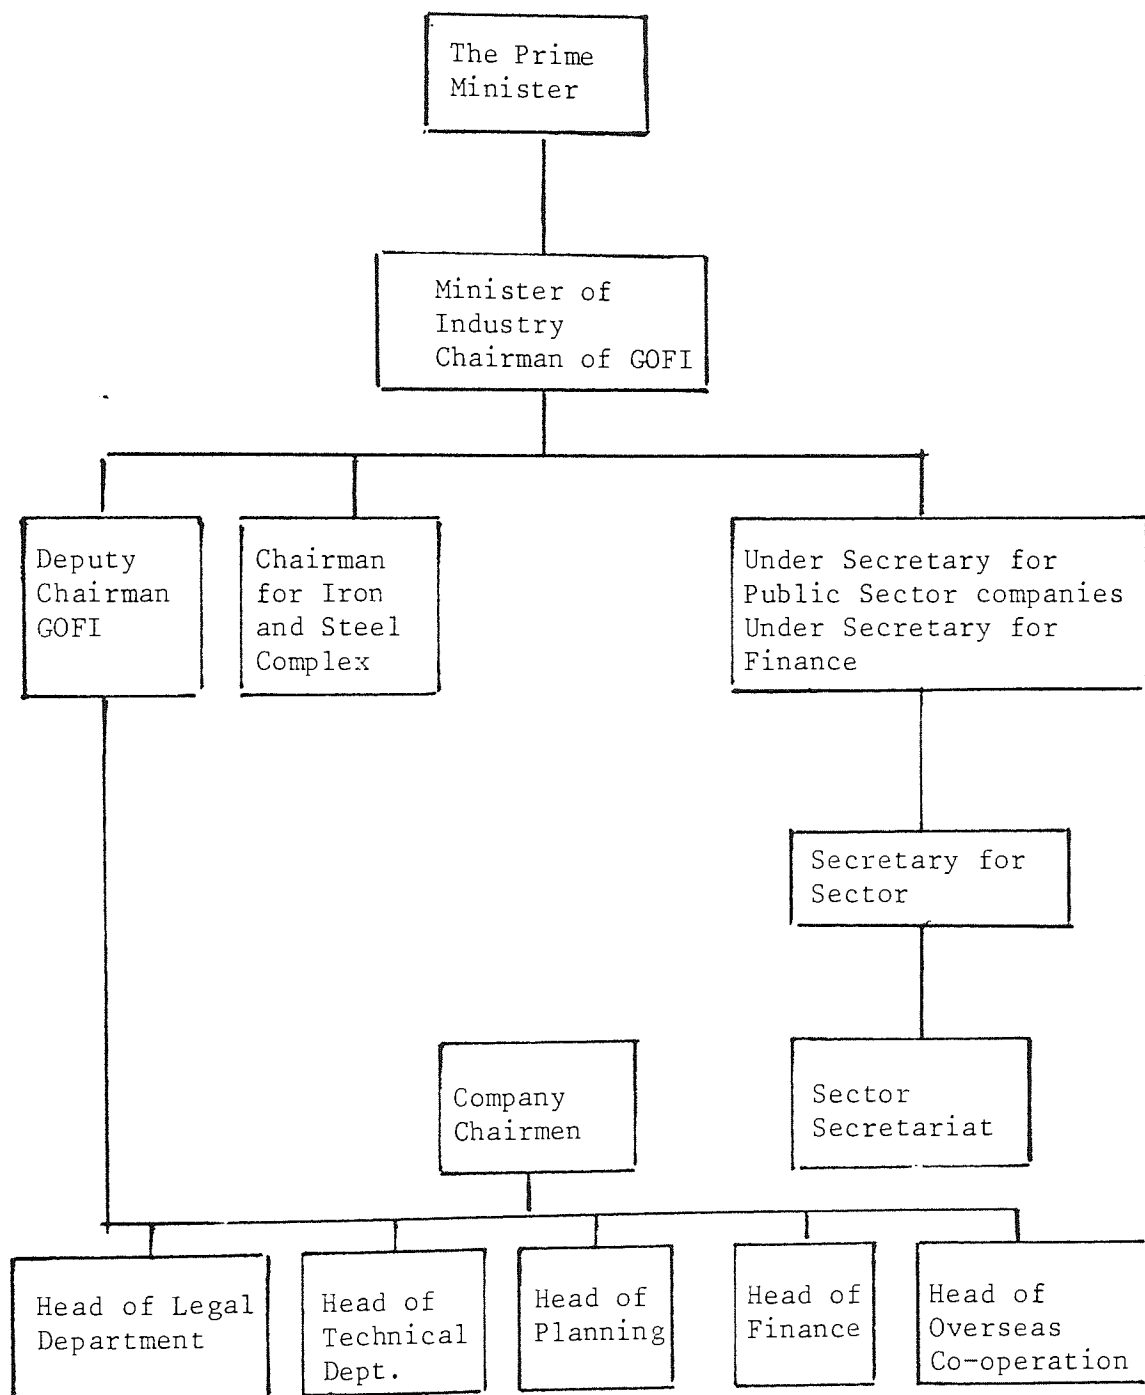 The Prime
Minister
Minister of
Industry
Chairman of GOFI
Deputy
Chairman
GOFI
Chairman
for Iron
and Steel
Complex
Under Secretary for
Public Sector companies
Under Secretary for
Finance
Secretary for
Sector
Company
Chairmen
Sector
Secretariat
Head of Legal
Department
Head of
Technical
Dept.
Head of
Planning
Head of
Finance
Head of
Overseas
Co-operation